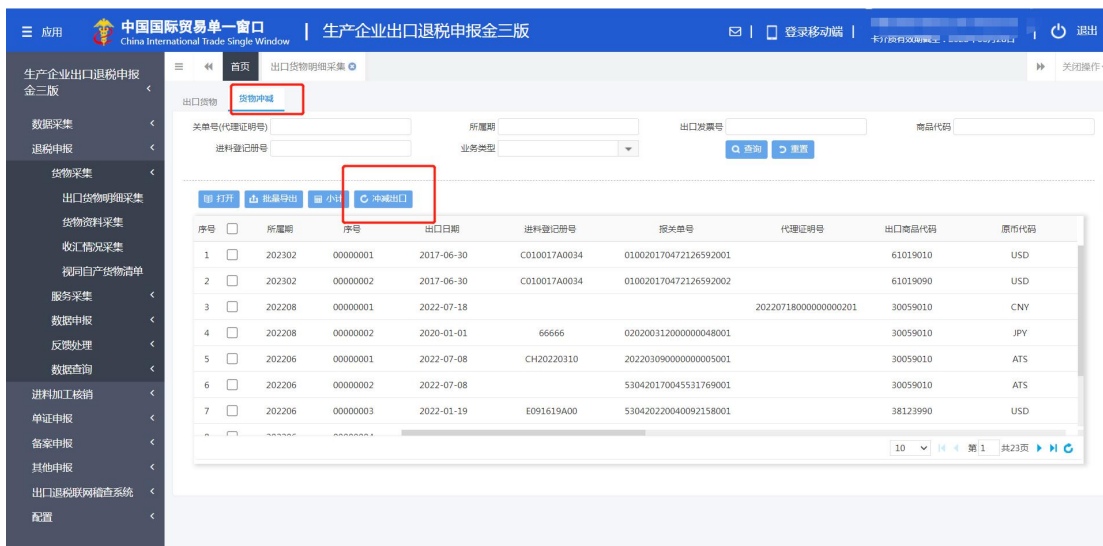 应用 中国国际贸易单一窗口 China International Trade Single Window 生产企业出口退税申报金三版 登录移动端 退出
生产企业出口退税申报金三版
数据采集
退税申报
货物采集
出口货物明细采集
货物资料采集
收汇情况采集
视同自产货物清单
服务采集
数据申报
反馈处理
数据查询
进料加工核销
单证申报
备案申报
其他申报
出口退税联网稽查系统
配置
首页 出口货物明细采集 关闭操作
出口货物 货物冲减
关单号(代理证明号) 所属期 出口发票号 商品代码
进料登记册号 业务类型 查询 重置
打开 批量导出 小计 冲减出口
序号 所属期 序号 出口日期 进料登记册号 报关单号 代理证明号 出口商品代码 原币代码
1 202302 00000001 2017-06-30 C010017A0034 010020170472126592001 61019010 USD
2 202302 00000002 2017-06-30 C010017A0034 010020170472126592002 61019090 USD
3 202208 00000001 2022-07-18 20220718000000000201 30059010 CNY
4 202208 00000002 2020-01-01 66666 020200312000000048001 30059010 JPY
5 202206 00000001 2022-07-08 CH20220310 202203090000000005001 30059010 ATS
6 202206 00000002 2022-07-08 530420170045531769001 30059010 ATS
7 202206 00000003 2022-01-19 E091619A00 530420220040092158001 38123990 USD
10 第 1 共23页